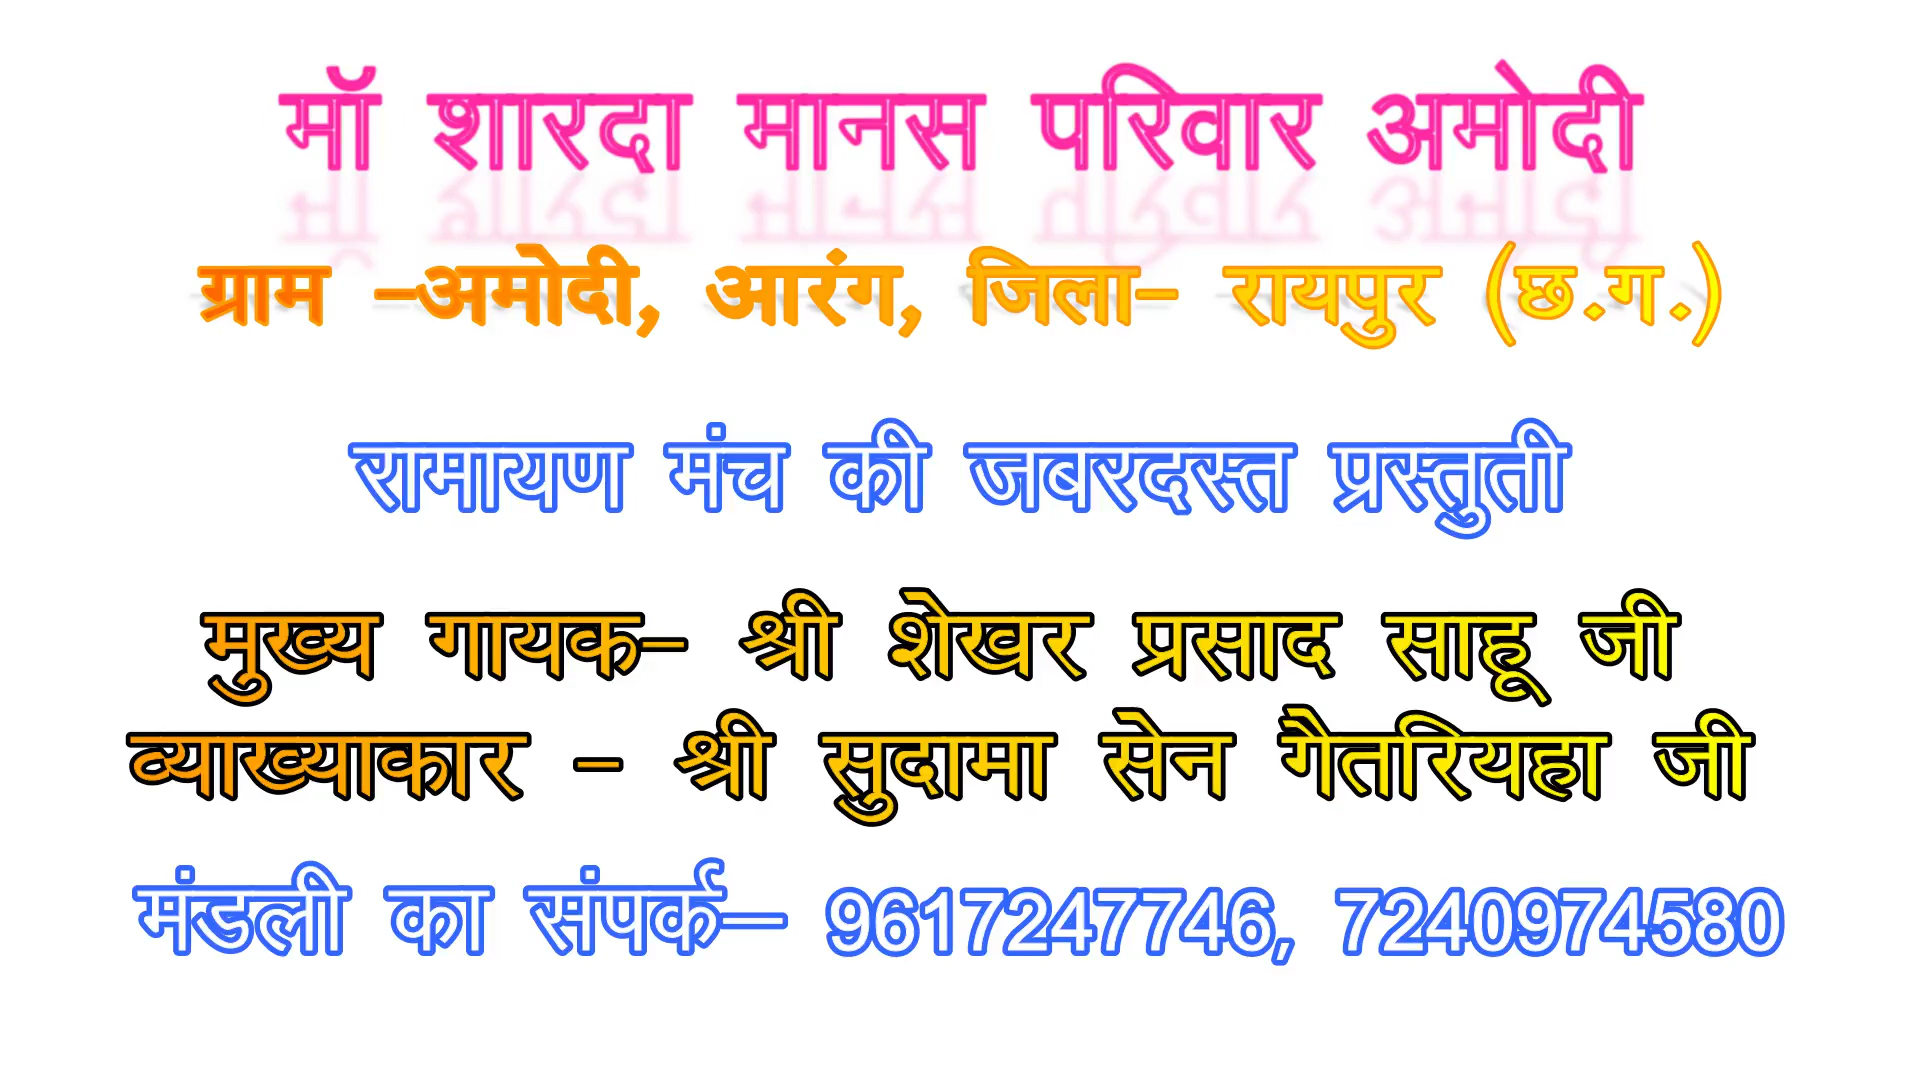 मॉ शारदा मानस परिवार अमोदी
ग्राम -अमोदी, आरंग, जिला- रायपुर (छ.ग.)
रामायण मंच की जबरदस्त प्रस्तुती
मुख्य गायक- श्री शेखर प्रसाद साहू जी
व्याख्याकार - श्री सुदामा सेन गैतरियहा जी
मंडली का संपर्क- 9617247746, 7240974580